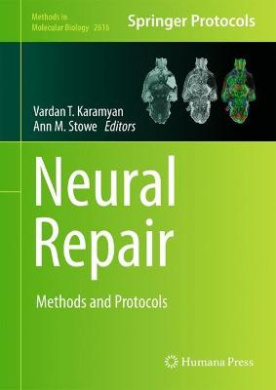 Methods in
Molecular Biology 2616
Springer Protocols
Vardan T. Karamyan
Ann M. Stowe Editors
Neural
Repair
Methods and Protocols
Humana Press